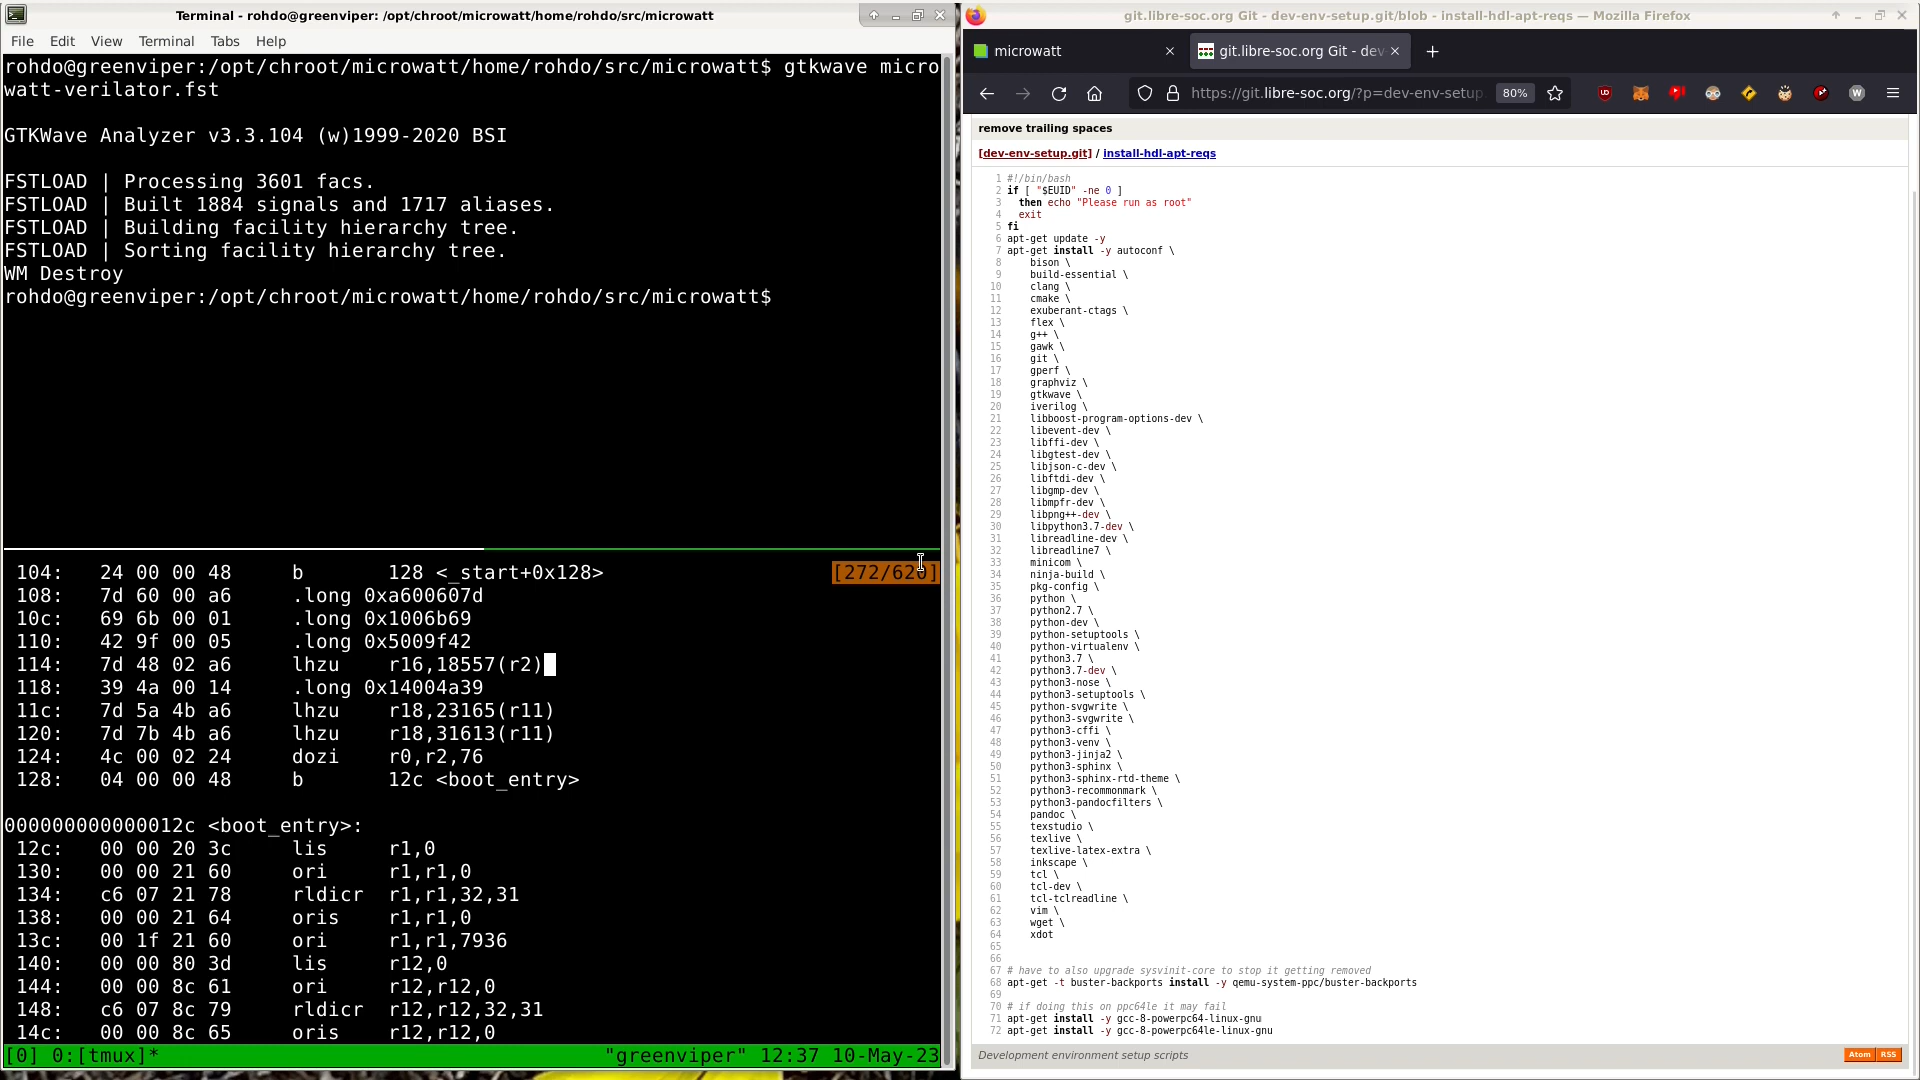 Terminal - rohdo@greenviper: /opt/chroot/microwatt/home/rohdo/src/microwatt
File Edit View Terminal Tabs Help
rohdo@greenviper:/opt/chroot/microwatt/home/rohdo/src/microwatt$ gtkwave micro
watt-verilator.fst
GTKWave Analyzer v3.3.104 (w)1999-2020 BSI
FSTLOAD | Processing 3601 facs.
FSTLOAD | Built 1884 signals and 1717 aliases.
FSTLOAD | Building facility hierarchy tree.
FSTLOAD | Sorting facility hierarchy tree.
WM Destroy
rohdo@greenviper:/opt/chroot/microwatt/home/rohdo/src/microwatt$
104: 24 00 00 48 b 128 <_start+0x128> [272/620]
108: 7d 60 00 a6 .long 0xa600607d
10c: 69 6b 00 01 .long 0x1006b69
110: 42 9f 00 05 .long 0x5009f42
114: 7d 48 02 a6 lhzu r16,18557(r2)
118: 39 4a 00 14 .long 0x14004a39
11c: 7d 5a 4b a6 lhzu r18,23165(r11)
120: 7d 7b 4b a6 lhzu r18,31613(r11)
124: 4c 00 02 24 dozi r0,r2,76
128: 04 00 00 48 b 12c <boot_entry>
000000000000012c <boot_entry>:
12c: 00 00 20 3c lis r1,0
130: 00 00 21 60 ori r1,r1,0
134: c6 07 21 78 rldicr r1,r1,32,31
138: 00 00 21 64 oris r1,r1,0
13c: 00 1f 21 60 ori r1,r1,7936
140: 00 00 80 3d lis r12,0
144: 00 00 8c 61 ori r12,r12,0
148: c6 07 8c 79 rldicr r12,r12,32,31
14c: 00 00 8c 65 oris r12,r12,0
[0] 0:[tmux]* "greenviper" 12:37 10-May-23
git.libre-soc.org Git - dev-env-setup.git/blob - install-hdl-apt-reqs — Mozilla Firefox
microwatt
git.libre-soc.org Git - dev
https://git.libre-soc.org/?p=dev-env-setup 80%
remove trailing spaces
[dev-env-setup.git] / install-hdl-apt-reqs
1 #!/bin/bash
2 if [ "$EUID" -ne 0 ]
3 then echo "Please run as root"
4 exit
5 fi
6 apt-get update -y
7 apt-get install -y autoconf \
8 bison \
9 build-essential \
10 clang \
11 cmake \
12 exuberant-ctags \
13 flex \
14 g++ \
15 gawk \
16 git \
17 gperf \
18 graphviz \
19 gtkwave \
20 iverilog \
21 libboost-program-options-dev \
22 libevent-dev \
23 libffi-dev \
24 libgtest-dev \
25 libjson-c-dev \
26 libftdi-dev \
27 libgmp-dev \
28 libmpfr-dev \
29 libpng++-dev \
30 libpython3.7-dev \
31 libreadline-dev \
32 libreadline7 \
33 minicom \
34 ninja-build \
35 pkg-config \
36 python \
37 python2.7 \
38 python-dev \
39 python-setuptools \
40 python-virtualenv \
41 python3.7 \
42 python3.7-dev \
43 python3-nose \
44 python3-setuptools \
45 python-svgwrite \
46 python3-svgwrite \
47 python3-cffi \
48 python3-venv \
49 python3-jinja2 \
50 python3-sphinx \
51 python3-sphinx-rtd-theme \
52 python3-recommonmark \
53 python3-pandocfilters \
54 pandoc \
55 texstudio \
56 texlive \
57 texlive-latex-extra \
58 inkscape \
59 tcl \
60 tcl-dev \
61 tcl-tclreadline \
62 vim \
63 wget \
64 xdot
65
66
67 # have to also upgrade sysvinit-core to stop it getting removed
68 apt-get -t buster-backports install -y qemu-system-ppc/buster-backports
69
70 # if doing this on ppc64le it may fail
71 apt-get install -y gcc-8-powerpc64-linux-gnu
72 apt-get install -y gcc-8-powerpc64le-linux-gnu
Development environment setup scripts
Atom RSS